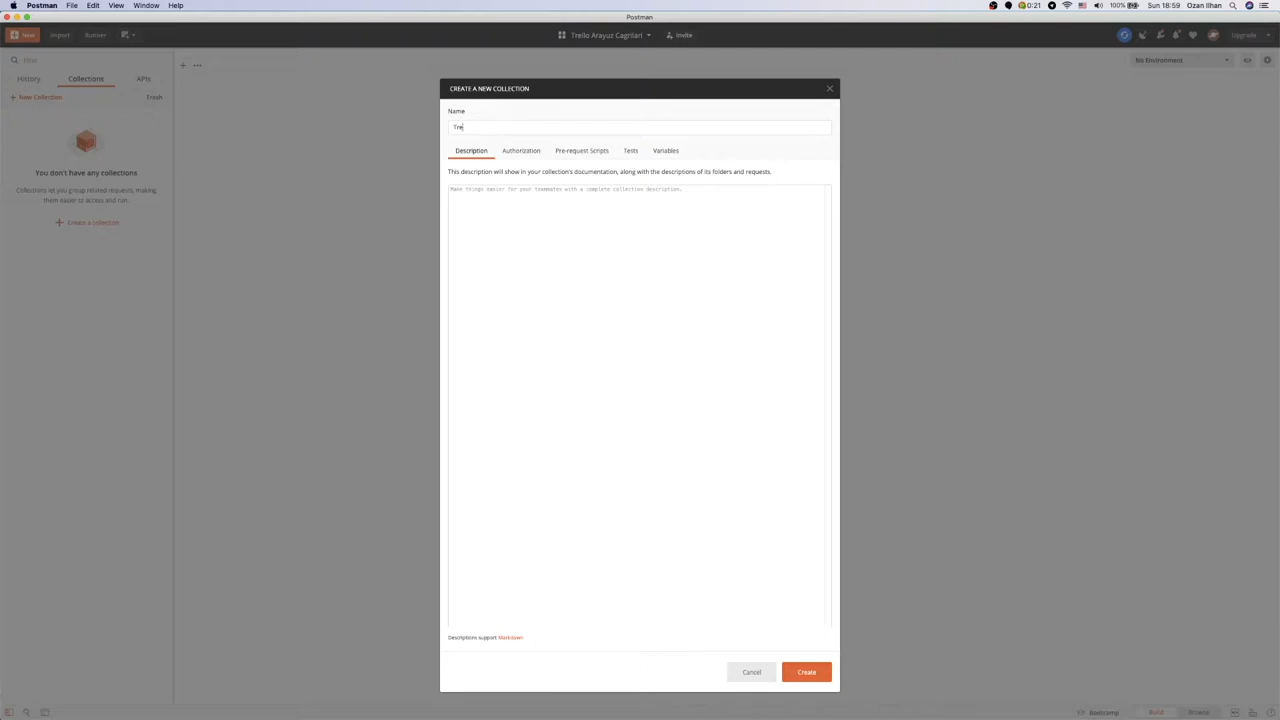 Postman File Edit View Window Help
0:21 100% Sun 18:59 Ozan Ilhan
Postman
New Import Runner Trello Arayuz Cagrilari Invite Upgrade
Filter
No Environment
History Collections APIs
+ New Collection Trash
You don't have any collections
Collections let you group related requests, making
them easier to access and run.
+ Create a collection
CREATE A NEW COLLECTION
Name
Tre
Description Authorization Pre-request Scripts Tests Variables
This description will show in your collection's documentation, along with the descriptions of its folders and requests.
Make things easier for your teammates with a complete collection description.
Descriptions support Markdown
Cancel Create
Bootcamp Build Browse